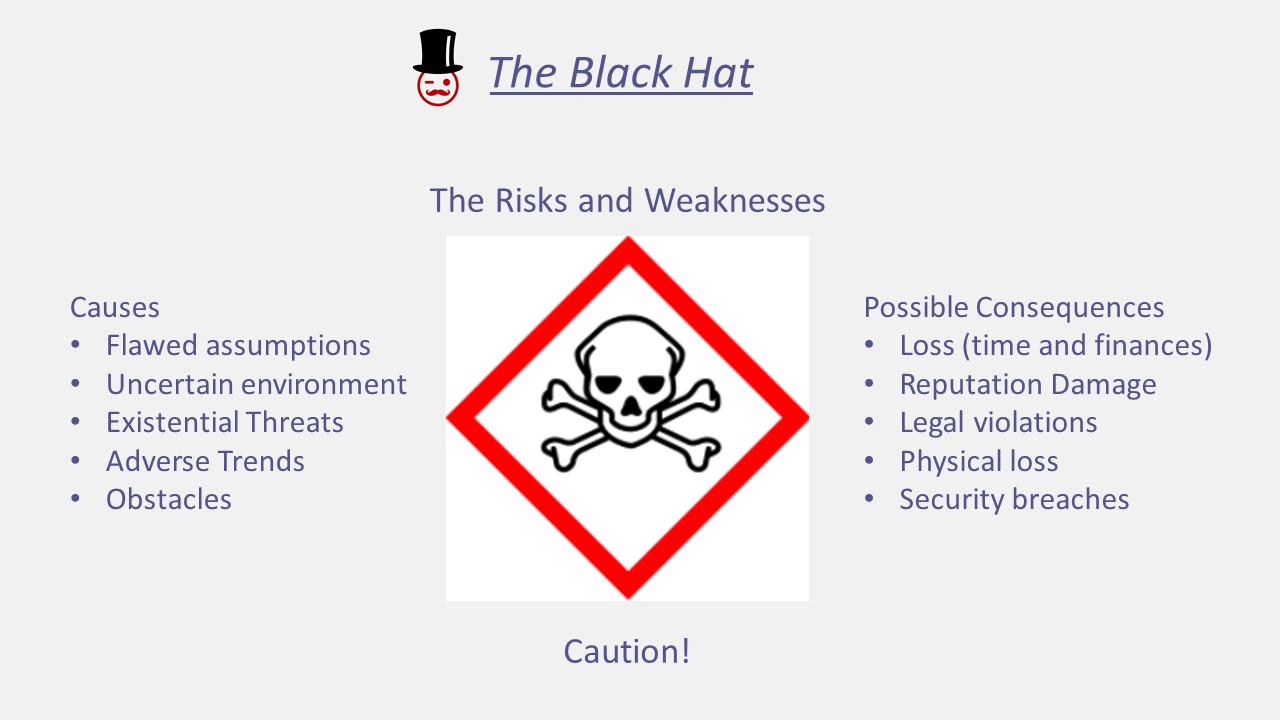 The Black Hat
The Risks and Weaknesses
Causes
• Flawed assumptions
• Uncertain environment
• Existential Threats
• Adverse Trends
• Obstacles
Possible Consequences
• Loss (time and finances)
• Reputation Damage
• Legal violations
• Physical loss
• Security breaches
Caution!